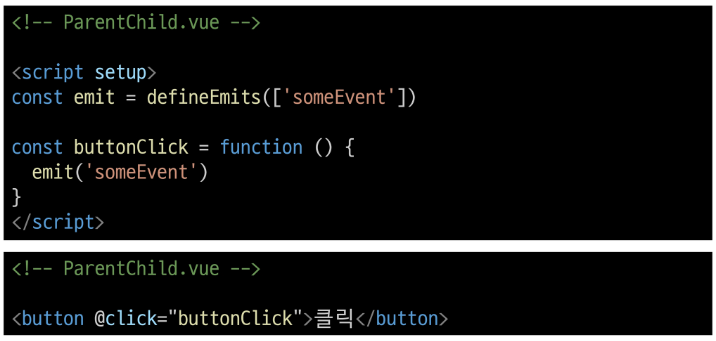 <!-- ParentChild.vue -->
<script setup>
const emit = defineEmits(['someEvent'])
const buttonClick = function () {
  emit('someEvent')
}
</script>
<!-- ParentChild.vue -->
<button @click="buttonClick">클릭</button>